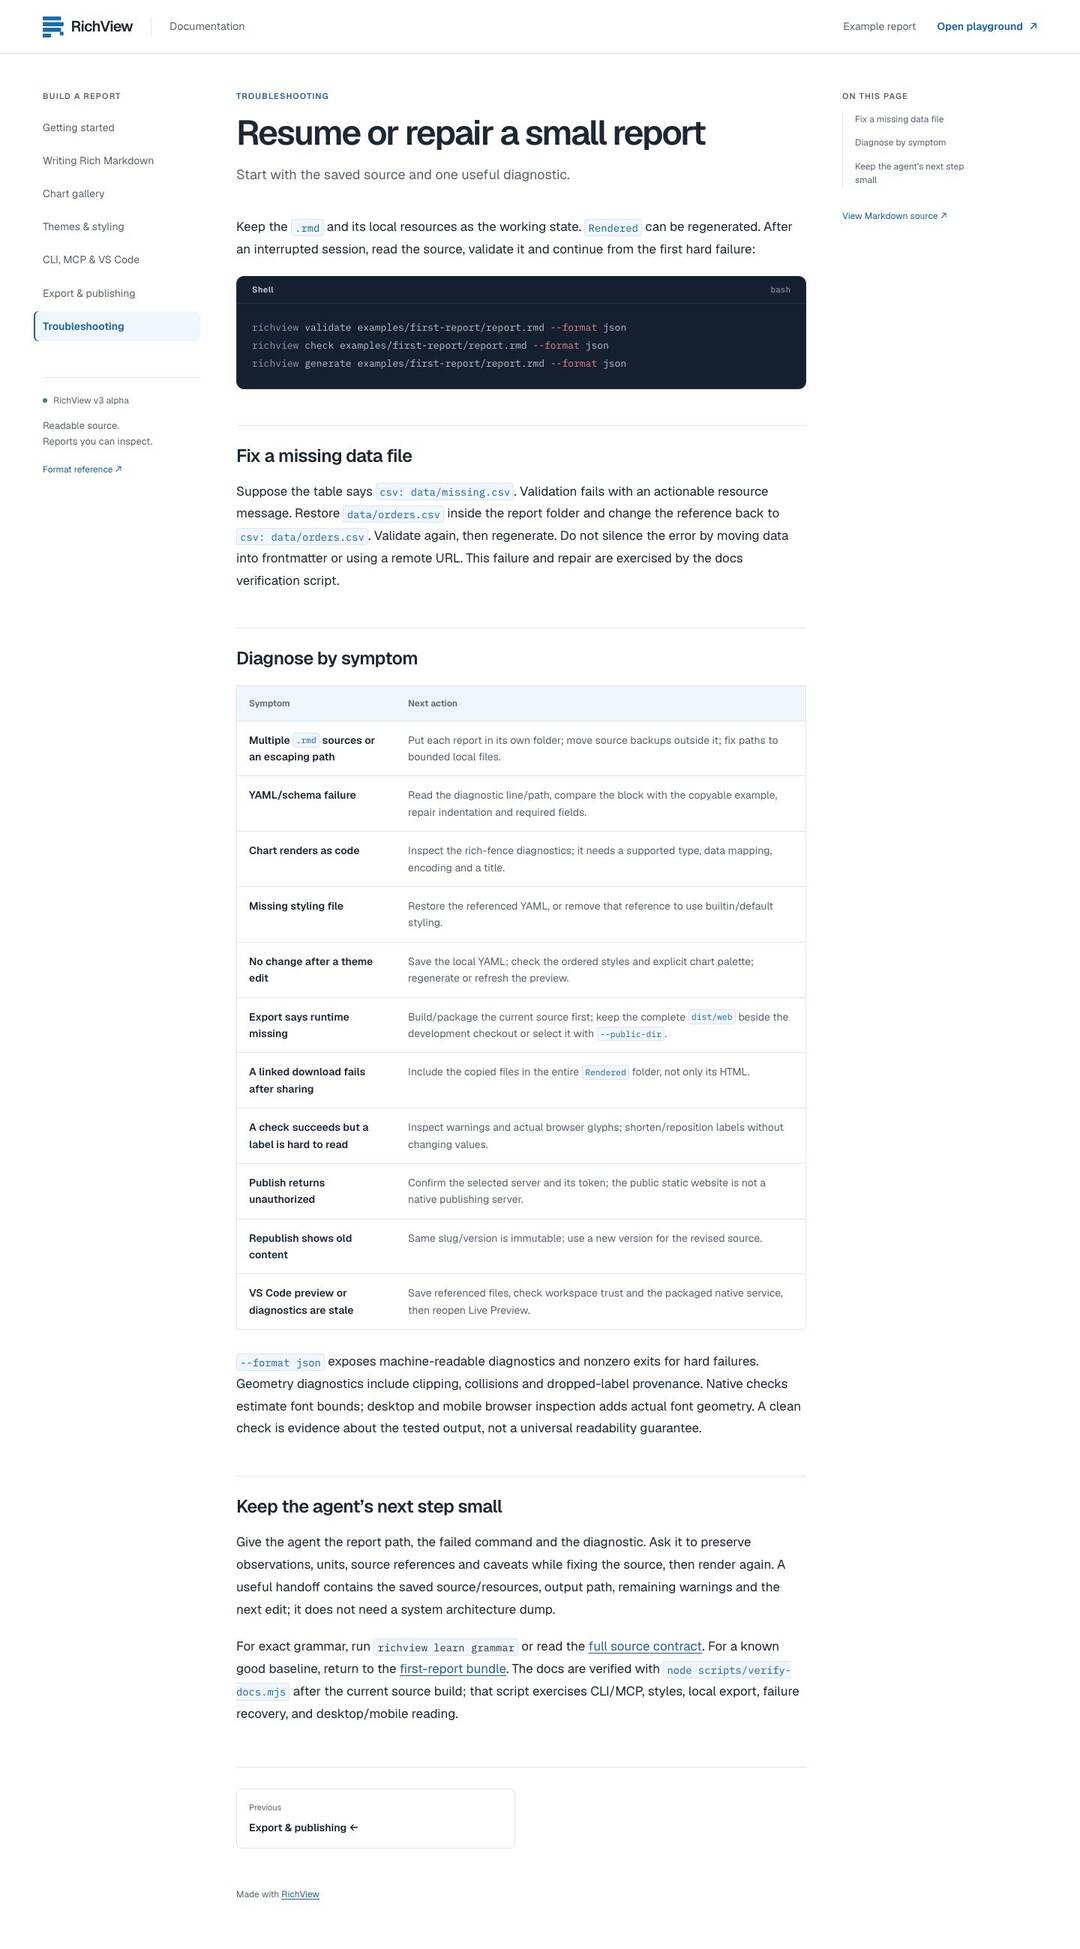 RichView
Documentation
Example report
Open playground ↗
BUILD A REPORT
Getting started
Writing Rich Markdown
Chart gallery
Themes & styling
CLI, MCP & VS Code
Export & publishing
Troubleshooting
RichView v3 alpha
Readable source.
Reports you can inspect.
Format reference ↗
TROUBLESHOOTING
Resume or repair a small report
Start with the saved source and one useful diagnostic.
Keep the .rmd and its local resources as the working state. Rendered can be regenerated. After
an interrupted session, read the source, validate it and continue from the first hard failure:
Shell
bash
richview validate examples/first-report/report.rmd --format json
richview check examples/first-report/report.rmd --format json
richview generate examples/first-report/report.rmd --format json
Fix a missing data file
Suppose the table says csv: data/missing.csv. Validation fails with an actionable resource
message. Restore data/orders.csv inside the report folder and change the reference back to
csv: data/orders.csv. Validate again, then regenerate. Do not silence the error by moving data
into frontmatter or using a remote URL. This failure and repair are exercised by the docs
verification script.
Diagnose by symptom
Symptom
Next action
Multiple .rmd sources or
an escaping path
Put each report in its own folder; move source backups outside it; fix paths to
bounded local files.
YAML/schema failure
Read the diagnostic line/path, compare the block with the copyable example,
repair indentation and required fields.
Chart renders as code
Inspect the rich-fence diagnostics; it needs a supported type, data mapping,
encoding and a title.
Missing styling file
Restore the referenced YAML, or remove that reference to use builtin/default
styling.
No change after a theme
edit
Save the local YAML; check the ordered styles and explicit chart palette;
regenerate or refresh the preview.
Export says runtime
missing
Build/package the current source first; keep the complete dist/web beside the
development checkout or select it with --public-dir.
A linked download fails
after sharing
Include the copied files in the entire Rendered folder, not only its HTML.
A check succeeds but a
label is hard to read
Inspect warnings and actual browser glyphs; shorten/reposition labels without
changing values.
Publish returns
unauthorized
Confirm the selected server and its token; the public static website is not a
native publishing server.
Republish shows old
content
Same slug/version is immutable; use a new version for the revised source.
VS Code preview or
diagnostics are stale
Save referenced files, check workspace trust and the packaged native service,
then reopen Live Preview.
--format json exposes machine-readable diagnostics and nonzero exits for hard failures.
Geometry diagnostics include clipping, collisions and dropped-label provenance. Native checks
estimate font bounds; desktop and mobile browser inspection adds actual font geometry. A clean
check is evidence about the tested output, not a universal readability guarantee.
Keep the agent’s next step small
Give the agent the report path, the failed command and the diagnostic. Ask it to preserve
observations, units, source references and caveats while fixing the source, then render again. A
useful handoff contains the saved source/resources, output path, remaining warnings and the
next edit; it does not need a system architecture dump.
For exact grammar, run richview learn grammar or read the full source contract. For a known
good baseline, return to the first-report bundle. The docs are verified with node scripts/verify-
docs.mjs after the current source build; that script exercises CLI/MCP, styles, local export, failure
recovery, and desktop/mobile reading.
Previous
Export & publishing ←
Made with RichView
ON THIS PAGE
Fix a missing data file
Diagnose by symptom
Keep the agent’s next step
small
View Markdown source ↗